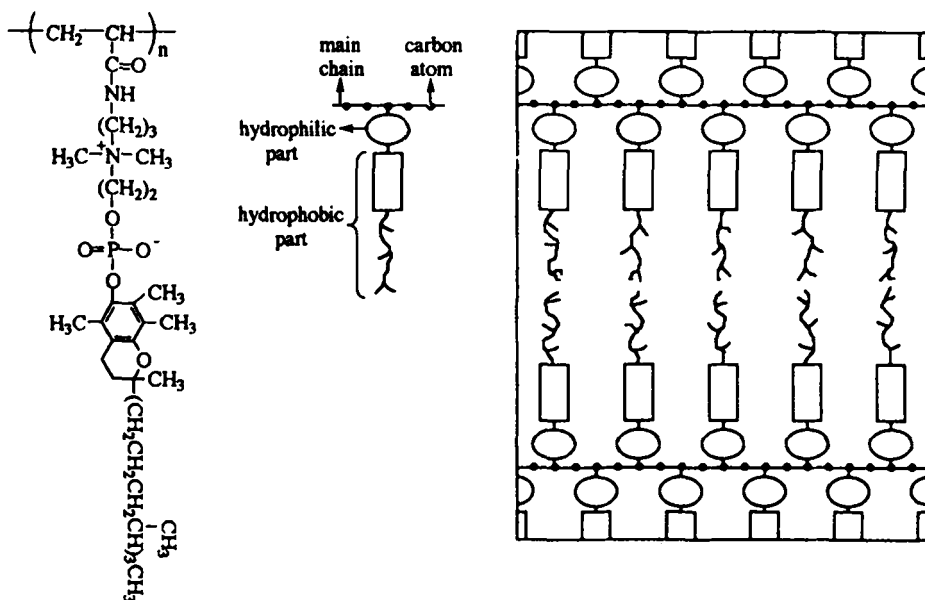 -(CH₂-CH)ₙ-
C=O
NH
(CH₂)₃
H₃C-N⁺-CH₃
(CH₂)₂
O
O=P-O⁻
O
CH₃
H₃C
CH₃
O
CH₃
(CH₂CH₂CH₂CH)₃CH₃
CH₃
main
chain
carbon
atom
hydrophilic
part
hydrophobic
part